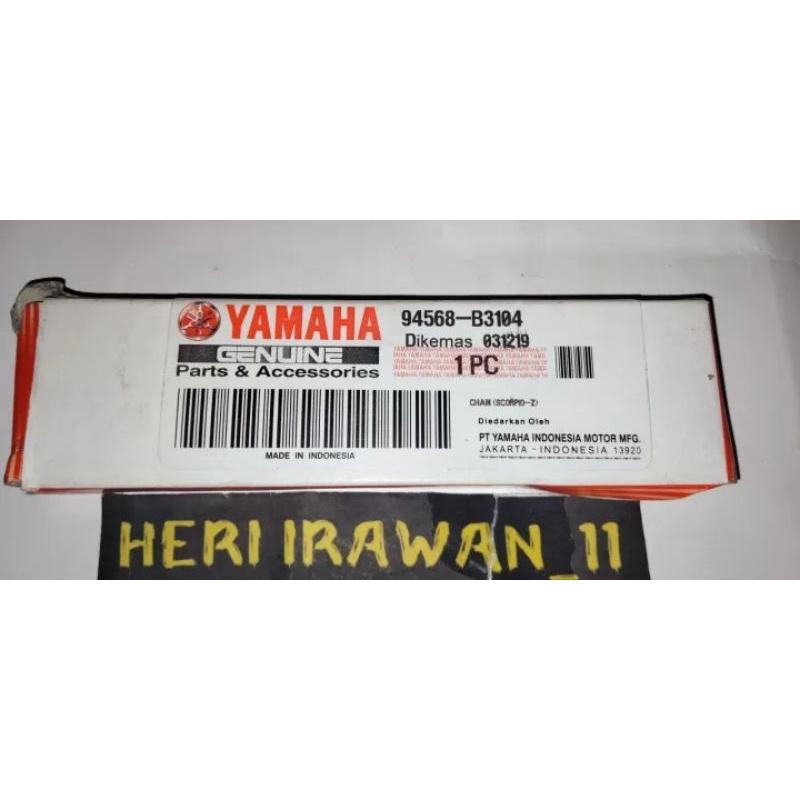 YAMAHA
GENUINE
Parts & Accessories
94568-B3104
Dikemas 031219
1 PC
CHAIN (SCORPIO-Z)
Diedarkan Oleh
PT YAMAHA INDONESIA MOTOR MFG.
JAKARTA - INDONESIA 13920
MADE IN INDONESIA
HERI IRAWAN_11